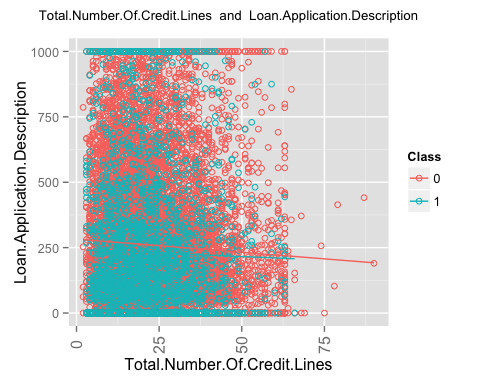 Total.Number.Of.Credit.Lines and Loan.Application.Description
1000
750
500
250
0
Loan.Application.Description
0
25
50
75
Total.Number.Of.Credit.Lines
Class
0
1